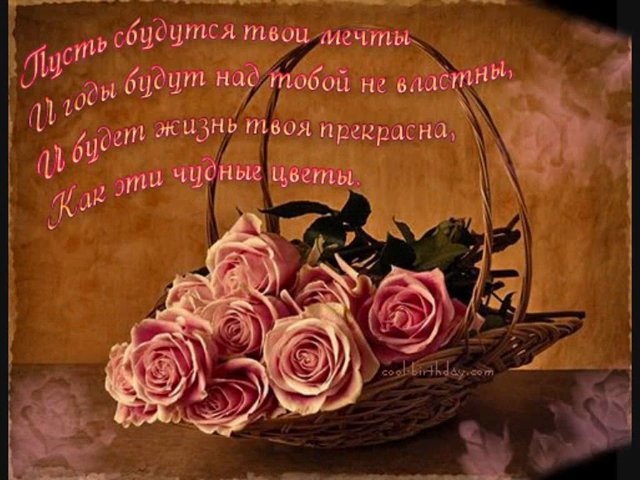 Пусть сбудутся твои мечты
И годы будут над тобой не властны,
И будет жизнь твоя прекрасна,
Как эти чудные цветы.
cool-birthday.com